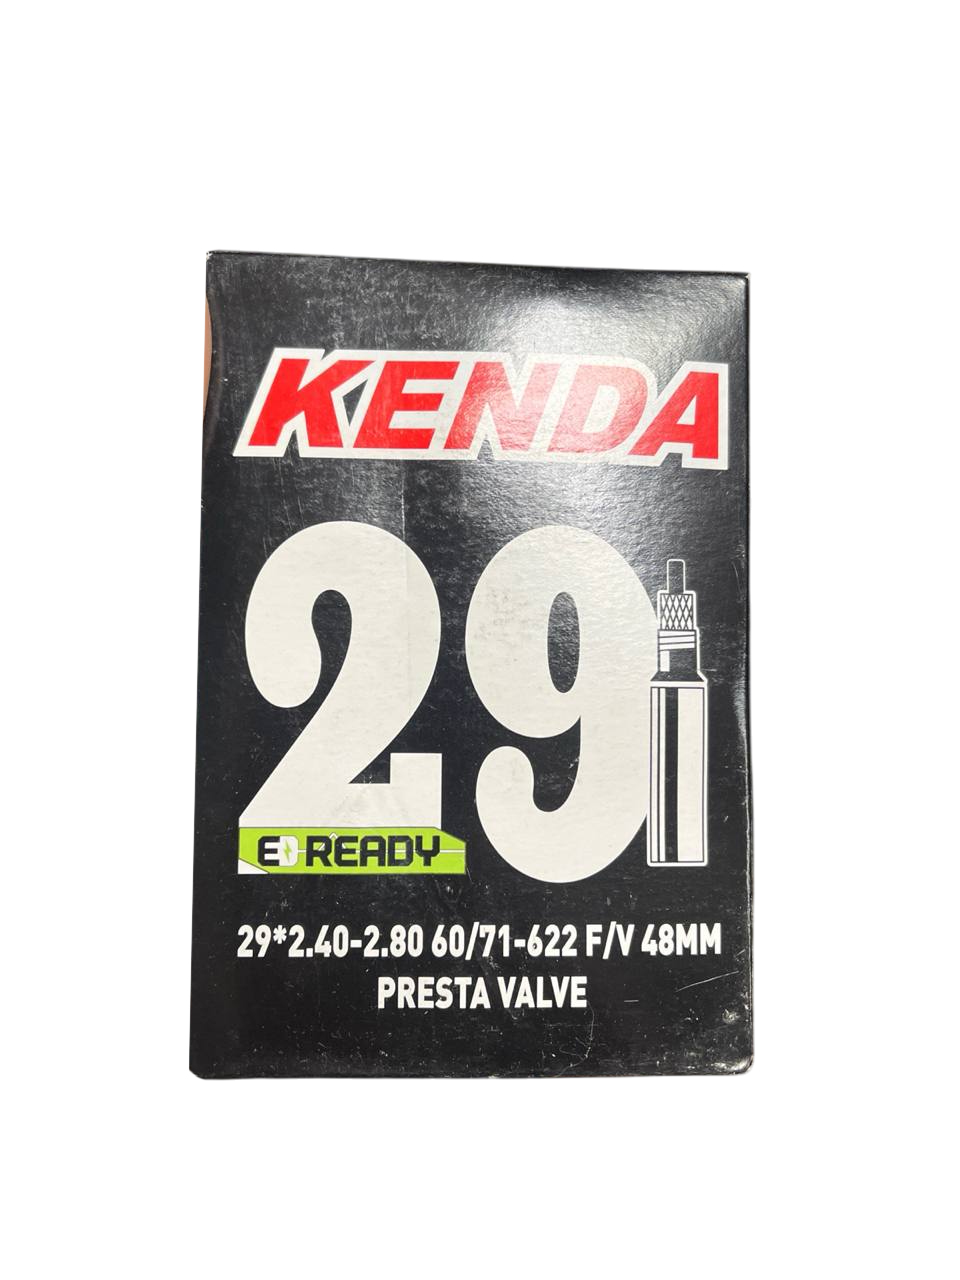 KENDA
29
E READY
29*2.40-2.80 60/71-622 F/V 48MM
PRESTA VALVE